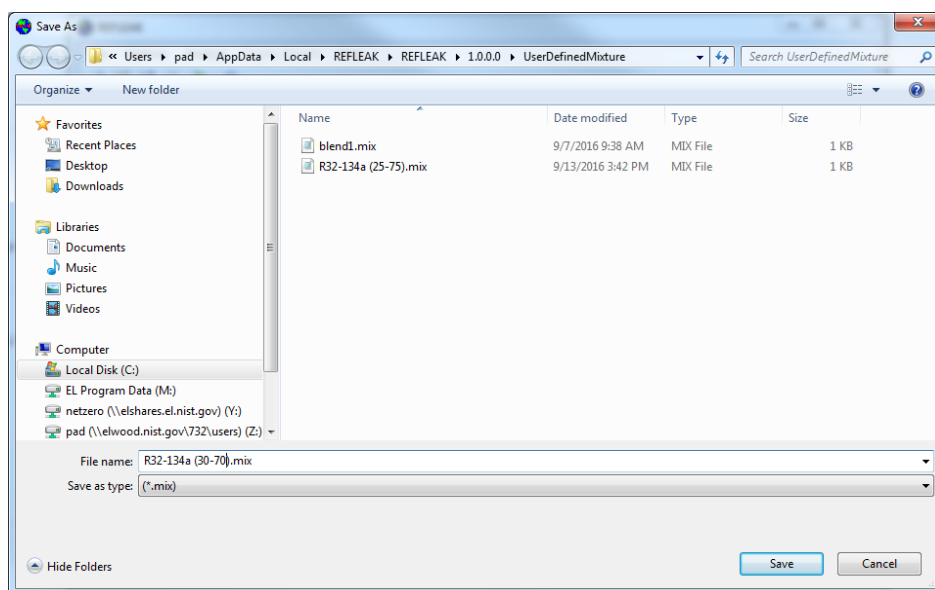 Save As
« Users ▸ pad ▸ AppData ▸ Local ▸ REFLEAK ▸ REFLEAK ▸ 1.0.0.0 ▸ UserDefinedMixture
Search UserDefinedMixture
Organize
New folder
Name Date modified Type Size
blend1.mix 9/7/2016 9:38 AM MIX File 1 KB
R32-134a (25-75).mix 9/13/2016 3:42 PM MIX File 1 KB
Favorites
Recent Places
Desktop
Downloads
Libraries
Documents
Music
Pictures
Videos
Computer
Local Disk (C:)
EL Program Data (M:)
netzero (\\elshares.el.nist.gov) (Y:)
pad (\\elwood.nist.gov\732\users) (Z:)
File name: R32-134a (30-70).mix
Save as type: (*.mix)
Hide Folders
Save Cancel